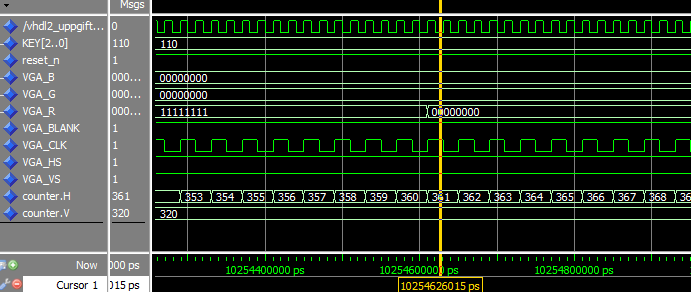 Msgs
/vhdl2_uppgift... 0
KEY[2..0] 110 110
reset_n 1
VGA_B 000... 00000000
VGA_G 000... 00000000
VGA_R 000... 11111111 00000000
VGA_BLANK 1
VGA_CLK 1
VGA_HS 1
VGA_VS 1
counter.H 361 353 354 355 356 357 358 359 360 361 362 363 364 365 366 367 368 36
counter.V 320 320
Now 000 ps 10254400000 ps 10254600000 ps 10254800000 ps
Cursor 1 015 ps 10254626015 ps